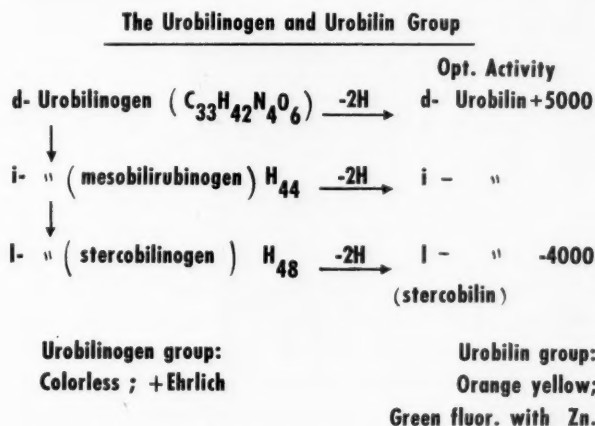 The Urobilinogen and Urobilin Group
Opt. Activity
d- Urobilinogen (C33H42N4O6) -2H d- Urobilin+5000
i- " (mesobilirubinogen) H44 -2H i - "
l- " (stercobilinogen) H48 -2H l - " -4000
(stercobilin)
Urobilinogen group:
Colorless ; +Ehrlich
Urobilin group:
Orange yellow;
Green fluor. with Zn.